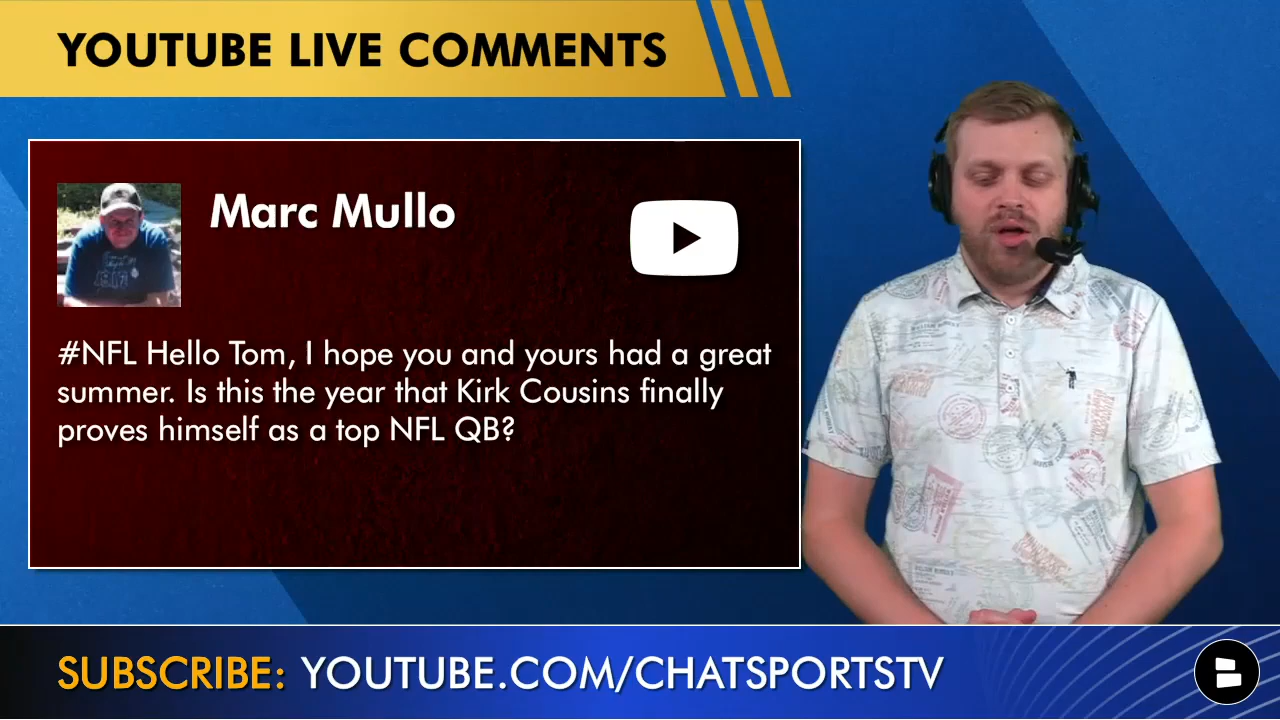 YOUTUBE LIVE COMMENTS
Marc Mullo
#NFL Hello Tom, I hope you and yours had a great
summer. Is this the year that Kirk Cousins finally
proves himself as a top NFL QB?
SUBSCRIBE: YOUTUBE.COM/CHATSPORTSTV